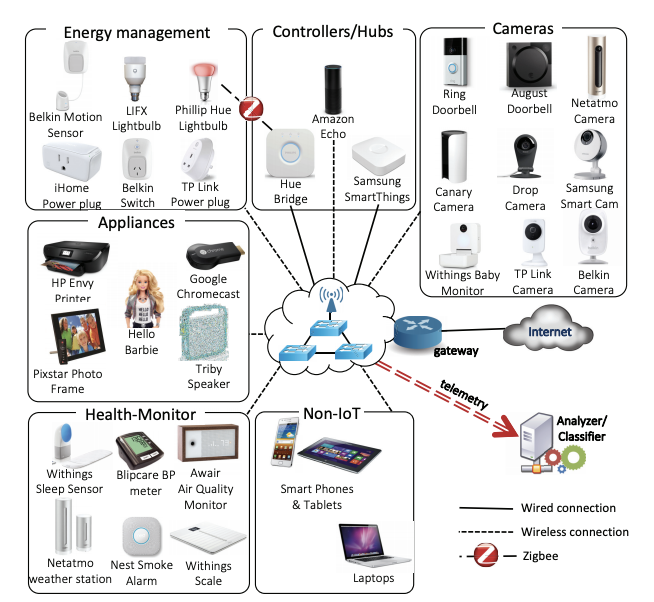 Energy management
Belkin Motion
Sensor
LIFX
Lightbulb
Phillip Hue
Lightbulb
iHome
Power plug
Belkin
Switch
TP Link
Power plug
Controllers/Hubs
Amazon
Echo
Hue
Bridge
Samsung
SmartThings
Cameras
Ring
Doorbell
August
Doorbell
Netatmo
Camera
Canary
Camera
Drop
Camera
Samsung
Smart Cam
Withings Baby
Monitor
TP Link
Camera
Belkin
Camera
Appliances
HP Envy
Printer
Hello
Barbie
Google
Chromecast
Pixstar Photo
Frame
Triby
Speaker
gateway
Internet
telemetry
Analyzer/
Classifier
Health-Monitor
Withings
Sleep Sensor
Blipcare BP
meter
Awair
Air Quality
Monitor
Netatmo
weather station
Nest Smoke
Alarm
Withings
Scale
Non-IoT
Smart Phones
& Tablets
Laptops
Wired connection
Wireless connection
Z
Zigbee